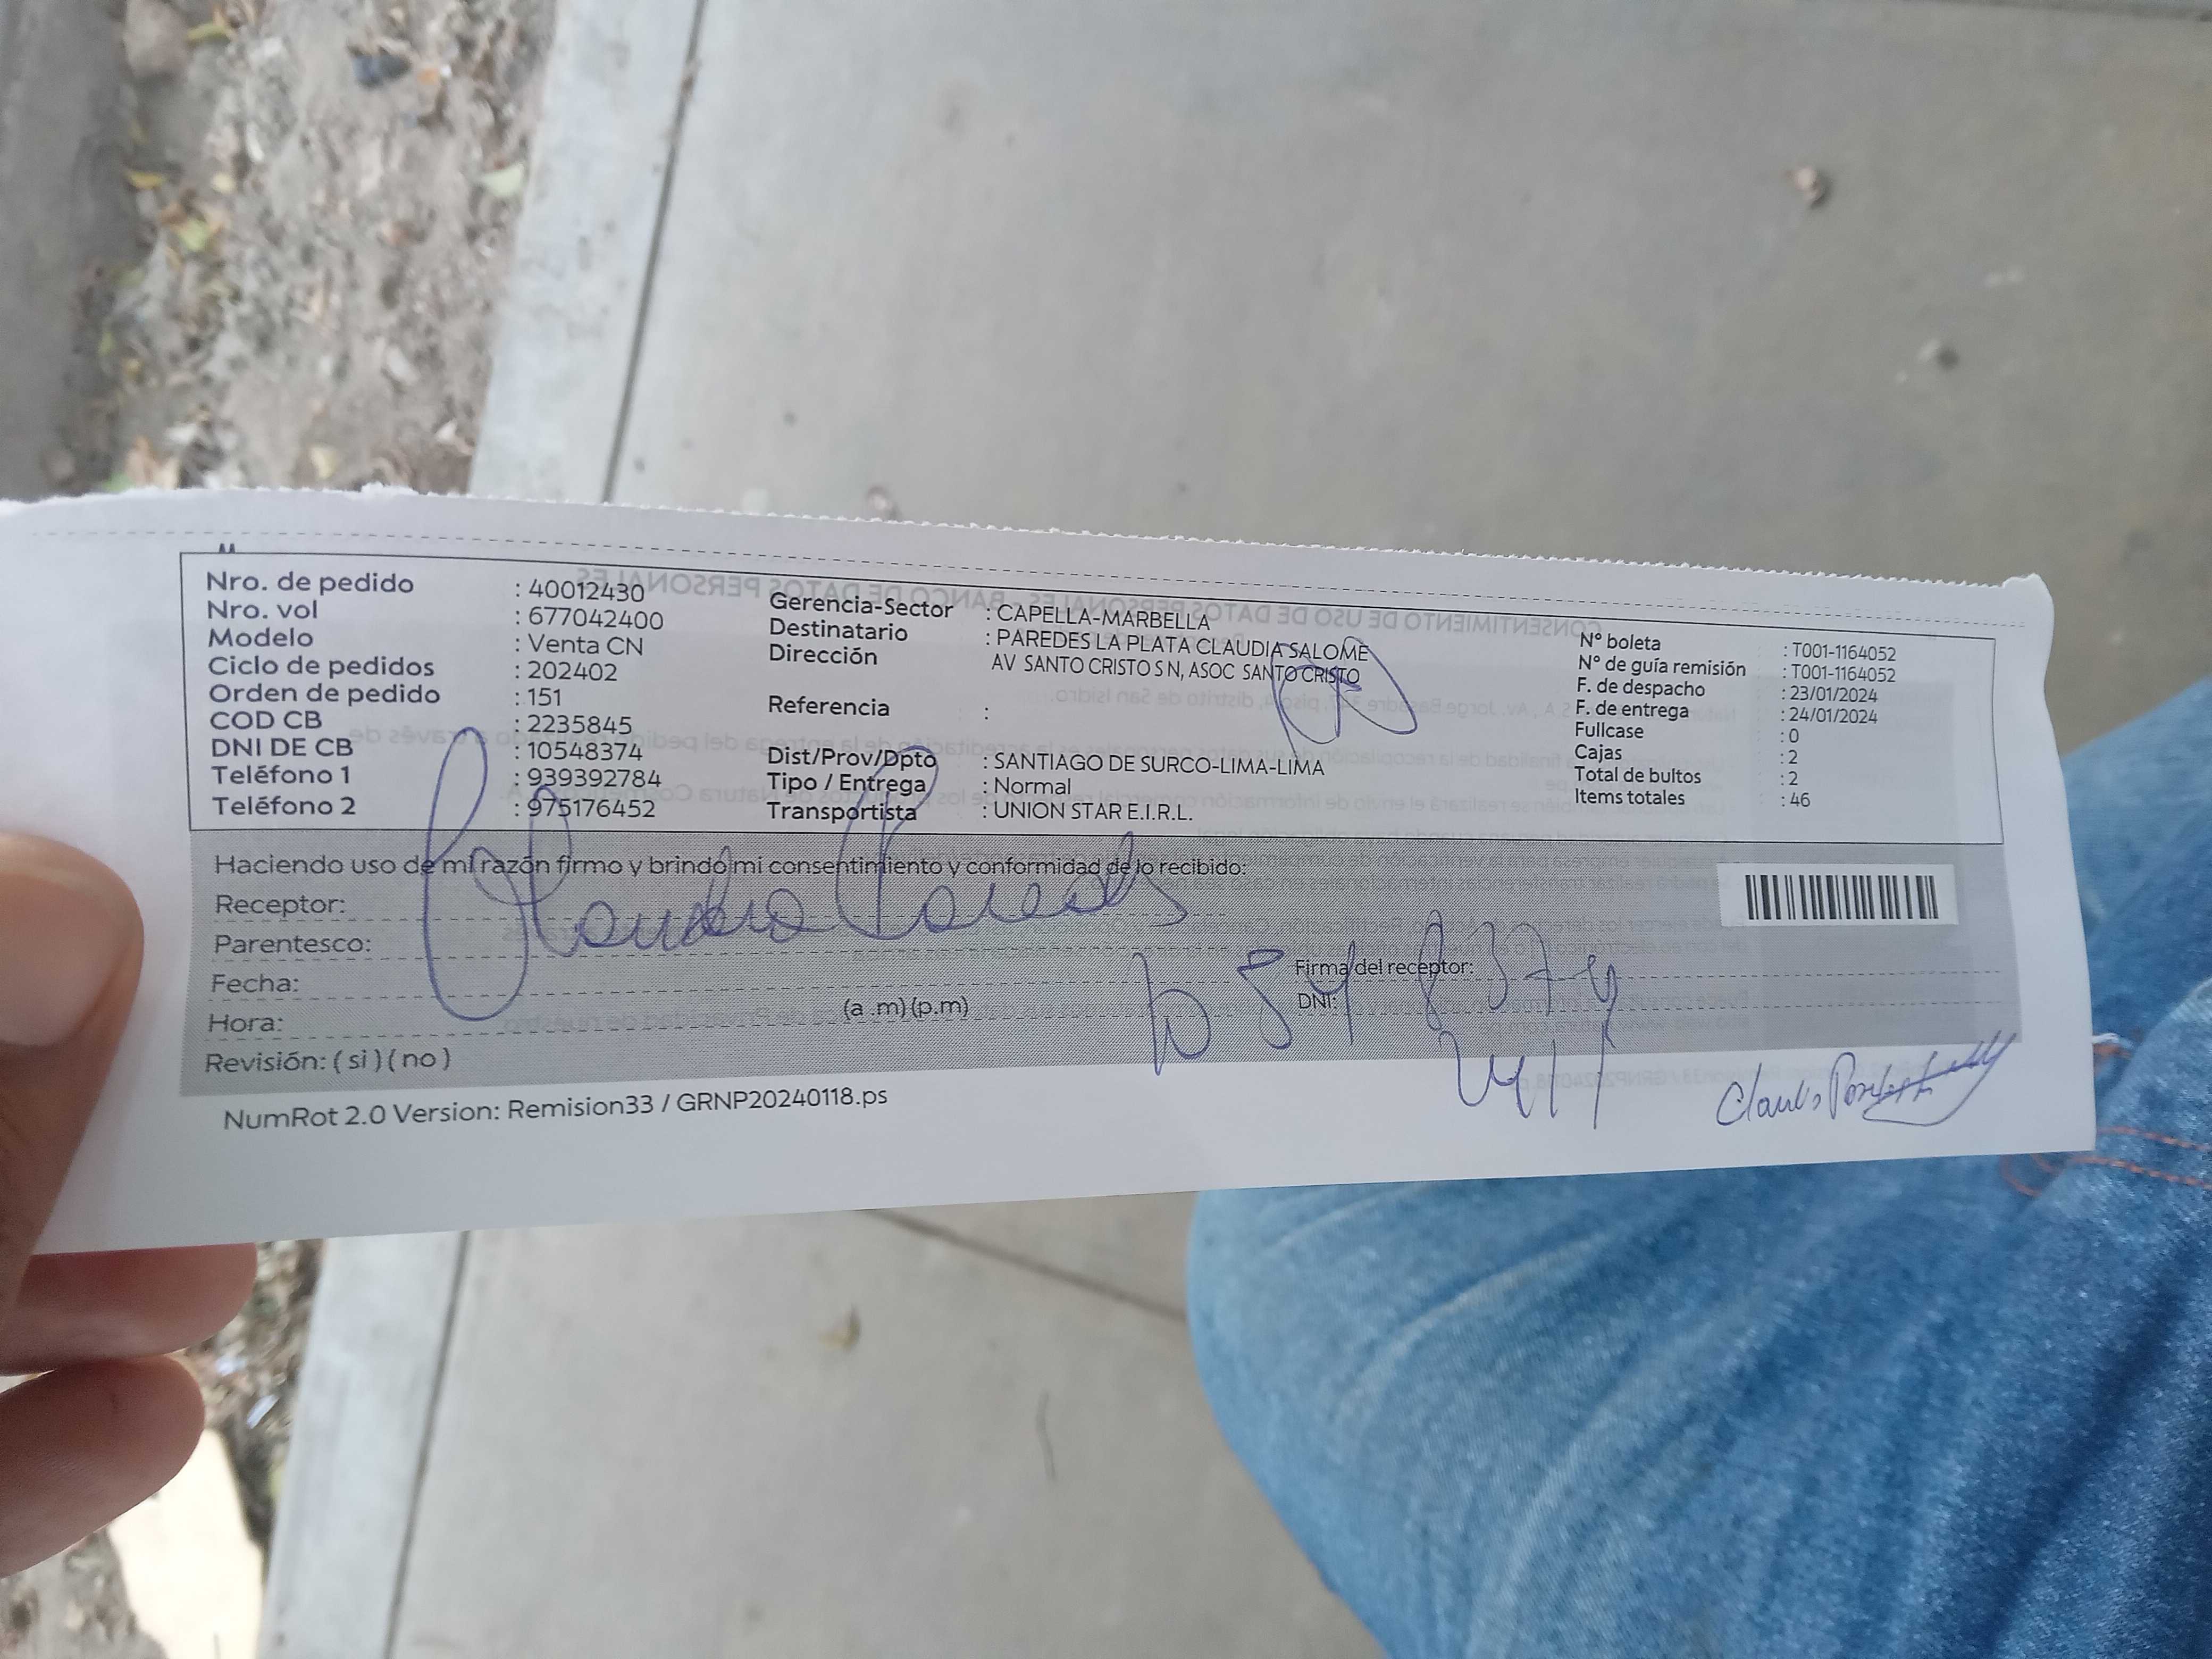 Nro. de pedido : 40012430
Nro. vol : 677042400
Modelo : Venta CN
Ciclo de pedidos : 202402
Orden de pedido : 151
COD CB : 2235845
DNI DE CB : 10548374
Teléfono 1 : 939392784
Teléfono 2 : 975176452
Gerencia-Sector : CAPELLA-MARBELLA
Destinatario : PAREDES LA PLATA CLAUDIA SALOME
Dirección AV SANTO CRISTO S N, ASOC SANTO CRISTO
Referencia :
Dist/Prov/Dpto : SANTIAGO DE SURCO-LIMA-LIMA
Tipo / Entrega : Normal
Transportista : UNION STAR E.I.R.L.
N° boleta : T001-1164052
N° de guía remisión : T001-1164052
F. de despacho : 23/01/2024
F. de entrega : 24/01/2024
Fullcase : 0
Cajas : 2
Total de bultos : 2
Items totales : 46
Haciendo uso de mi razón firmo y brindo mi consentimiento y conformidad de lo recibido:
Receptor: Claudia Paredes
Parentesco:
Fecha:
Hora: (a .m) (p.m)
Revisión: ( si ) ( no )
Firma del receptor:
DNI: 10548374
NumRot 2.0 Version: Remision33 / GRNP20240118.ps